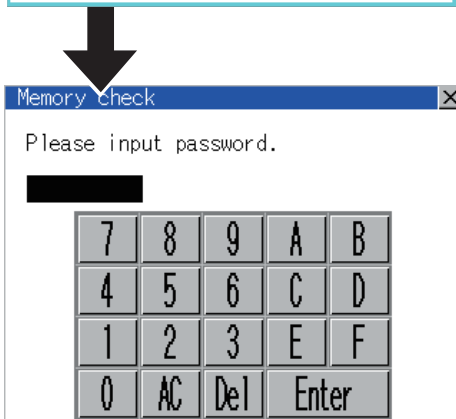 Memory check
Please input password.
7 8 9 A B
4 5 6 C D
1 2 3 E F
0 AC Del Enter